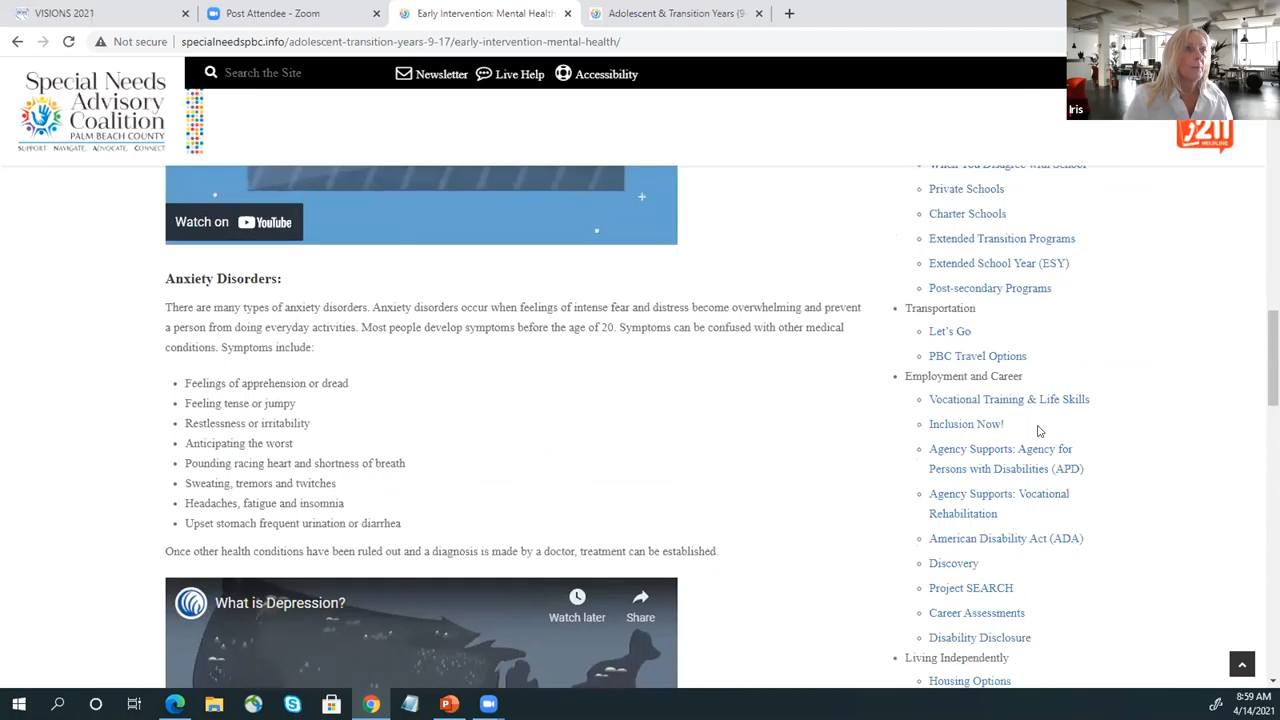 VISIONS 2021
Post Attendee - Zoom
Early Intervention: Mental Health
Adolescent & Transition Years (9-
Not secure | specialneedspbc.info/adolescent-transition-years-9-17/early-intervention-mental-health/
Special Needs
Advisory
Coalition
PALM BEACH COUNTY
SUPPORT. NAVIGATE. ADVOCATE. CONNECT
Search the Site
Newsletter
Live Help
Accessibility
Iris
211
HELPLINE
When You Disagree with School
Private Schools
Charter Schools
Extended Transition Programs
Extended School Year (ESY)
Post-secondary Programs
Transportation
Let's Go
PBC Travel Options
Employment and Career
Vocational Training & Life Skills
Inclusion Now!
Agency Supports: Agency for
Persons with Disabilities (APD)
Agency Supports: Vocational
Rehabilitation
American Disability Act (ADA)
Discovery
Project SEARCH
Career Assessments
Disability Disclosure
Living Independently
Housing Options
Watch on YouTube
Anxiety Disorders:
There are many types of anxiety disorders. Anxiety disorders occur when feelings of intense fear and distress become overwhelming and prevent
a person from doing everyday activities. Most people develop symptoms before the age of 20. Symptoms can be confused with other medical
conditions. Symptoms include:
Feelings of apprehension or dread
Feeling tense or jumpy
Restlessness or irritability
Anticipating the worst
Pounding racing heart and shortness of breath
Sweating, tremors and twitches
Headaches, fatigue and insomnia
Upset stomach frequent urination or diarrhea
Once other health conditions have been ruled out and a diagnosis is made by a doctor, treatment can be established.
What is Depression?
Watch later
Share
8:59 AM
4/14/2021